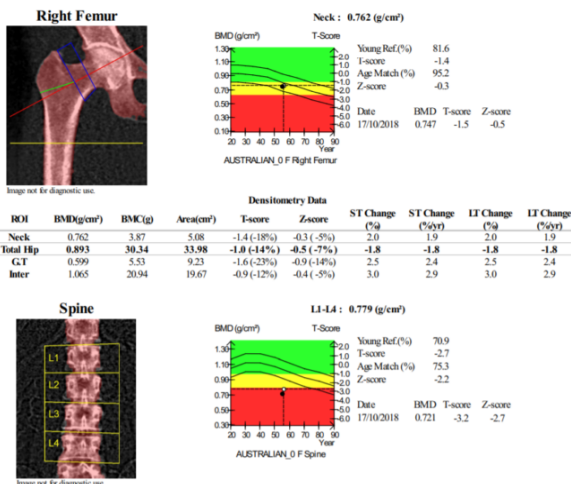 Right Femur
Image not for diagnostic use.
Neck : 0.762 (g/cm²)
BMD (g/cm²) T-Score
1.30
1.10
0.90
0.70
0.50
0.30
0.10
2.0
1.0
0.0
-1.0
-2.0
-3.0
-4.0
-5.0
-6.0
20 30 40 50 60 70 80 90
Year
AUSTRALIAN_0 F Right Femur
Young Ref.(%) 81.6
T-score -1.4
Age Match (%) 95.2
Z-score -0.3
Date BMD T-score Z-score
17/10/2018 0.747 -1.5 -0.5
Densitometry Data
ROI BMD(g/cm²) BMC(g) Area(cm²) T-score Z-score ST Change (%) ST Change (%/yr) LT Change (%) LT Change (%/yr)
Neck 0.762 3.87 5.08 -1.4 (-18%) -0.3 ( -5%) 2.0 1.9 2.0 1.9
Total Hip 0.893 30.34 33.98 -1.0 (-14%) -0.5 ( -7%) -1.8 -1.8 -1.8 -1.8
G.T 0.599 5.53 9.23 -1.6 (-23%) -0.9 (-14%) 2.5 2.4 2.5 2.4
Inter 1.065 20.94 19.67 -0.9 (-12%) -0.4 ( -5%) 3.0 2.9 3.0 2.9
Spine
L1
L2
L3
L4
Image not for diagnostic use.
L1-L4 : 0.779 (g/cm²)
BMD (g/cm²) T-Score
1.30
1.10
0.90
0.70
0.50
0.30
2.0
1.0
0.0
-1.0
-2.0
-3.0
-4.0
-5.0
-6.0
20 30 40 50 60 70 80 90
Year
AUSTRALIAN_0 F Spine
Young Ref.(%) 70.9
T-score -2.7
Age Match (%) 75.3
Z-score -2.2
Date BMD T-score Z-score
17/10/2018 0.721 -3.2 -2.7